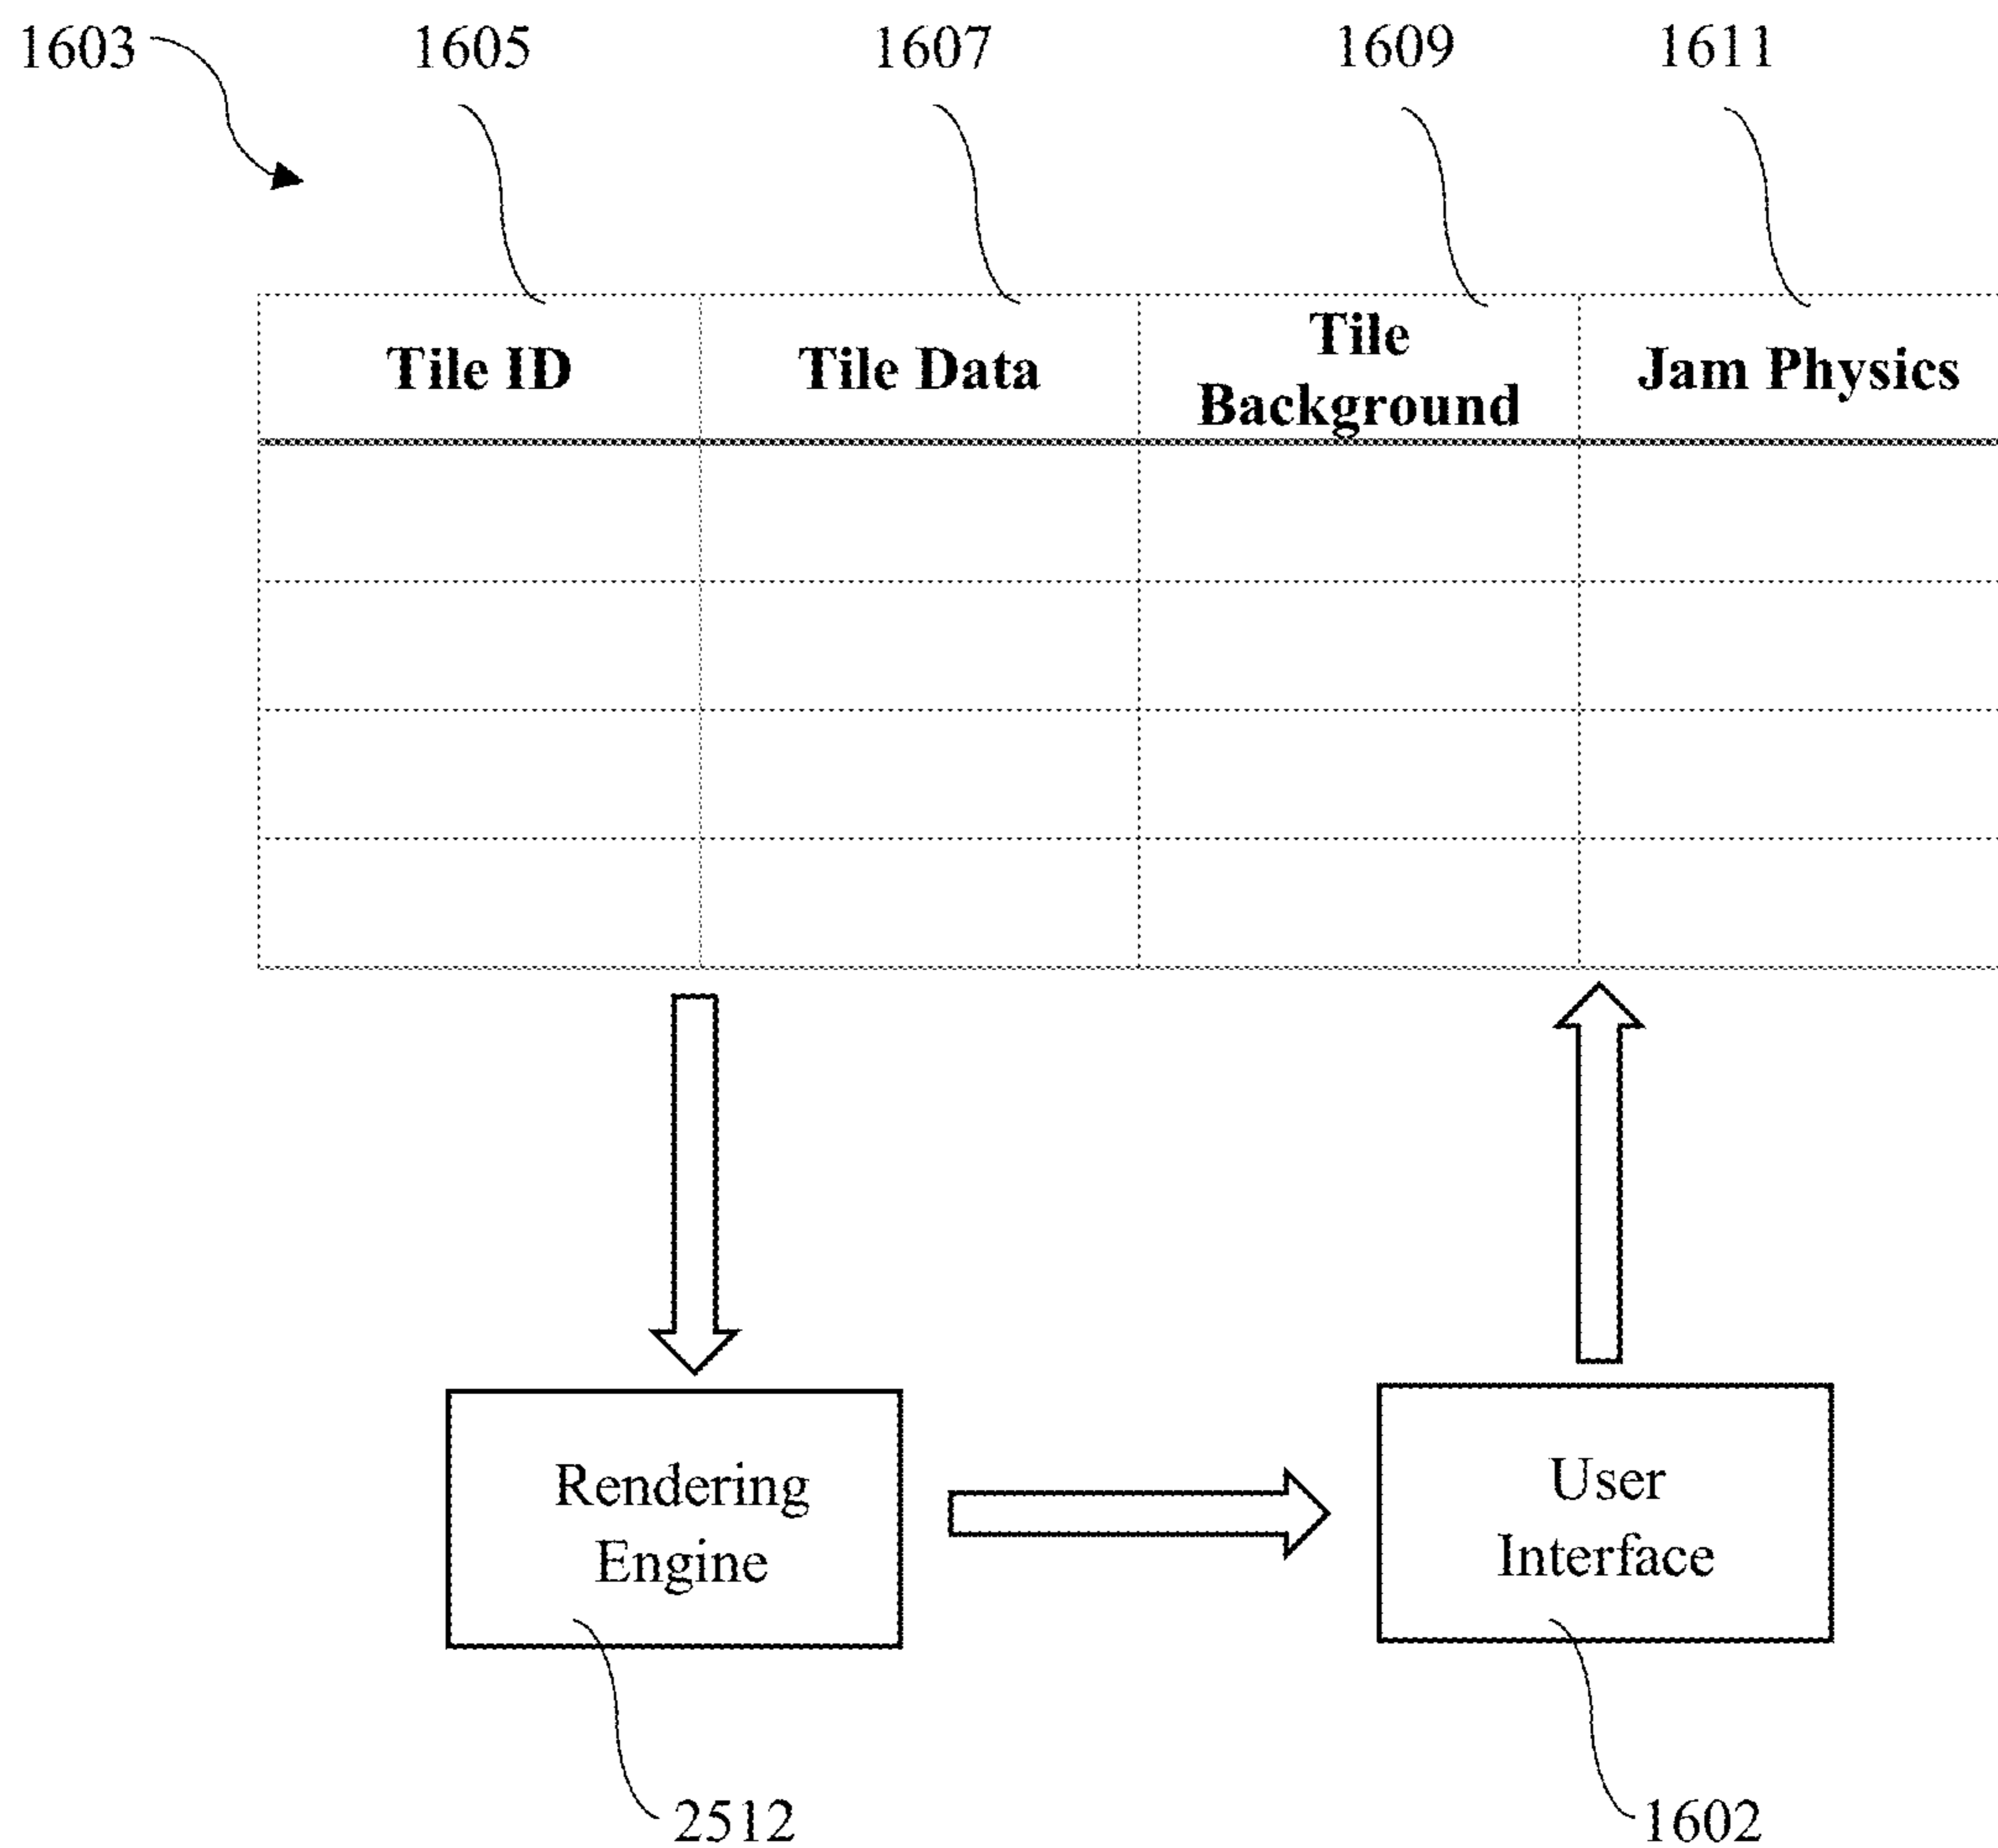 1603 1605 1607 1609 1611
Tile ID Tile Data Tile Background Jam Physics
Rendering
Engine
User
Interface
2512 1602